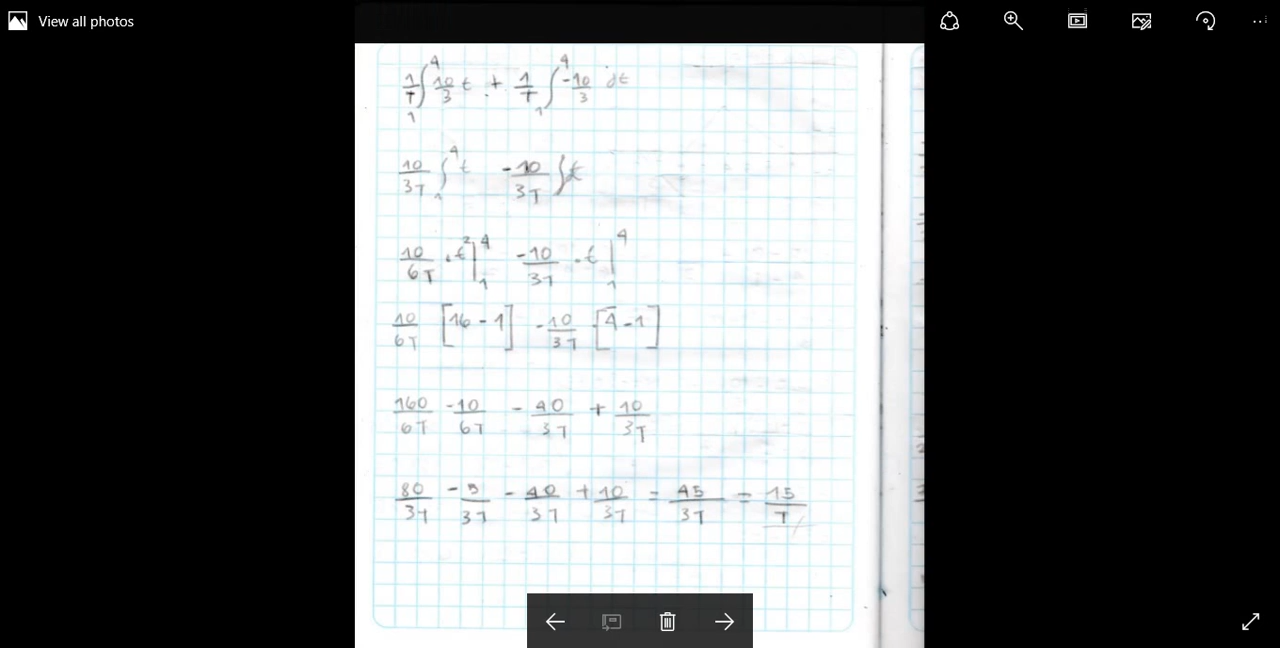 View all photos
1/T ∫₁⁴ 10/3 t + 1/T ∫₁⁴ -10/3 dt
10/3T ∫₁⁴ t -10/3T ∫t
10/6T · t² |₁⁴ -10/3T · t |₁⁴
10/6T [16 - 1] -10/3T · [4 - 1]
160/6T - 10/6T - 40/3T + 10/3T
80/3T - 5/3T - 40/3T + 10/3T = 45/3T = 15/T